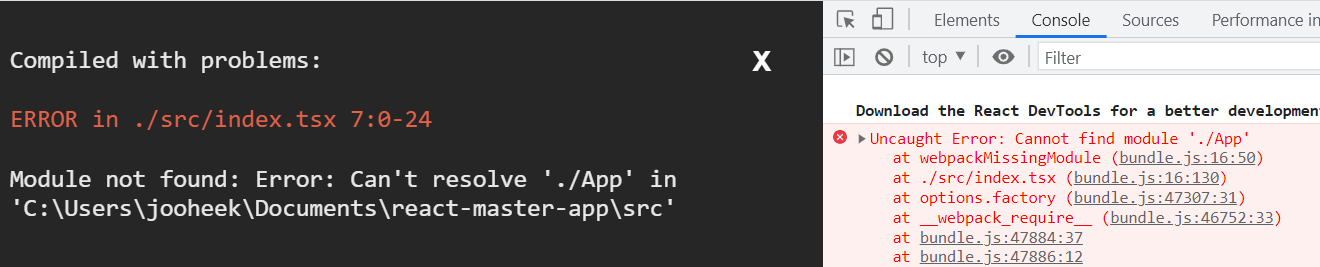 Compiled with problems:
X
ERROR in ./src/index.tsx 7:0-24
Module not found: Error: Can't resolve './App' in
'C:\Users\jooheek\Documents\react-master-app\src'
Elements Console Sources Performance in
top ▼ Filter
Download the React DevTools for a better developmen
▶Uncaught Error: Cannot find module './App'
at webpackMissingModule (bundle.js:16:50)
at ./src/index.tsx (bundle.js:16:130)
at options.factory (bundle.js:47307:31)
at __webpack_require__ (bundle.js:46752:33)
at bundle.js:47884:37
at bundle.js:47886:12